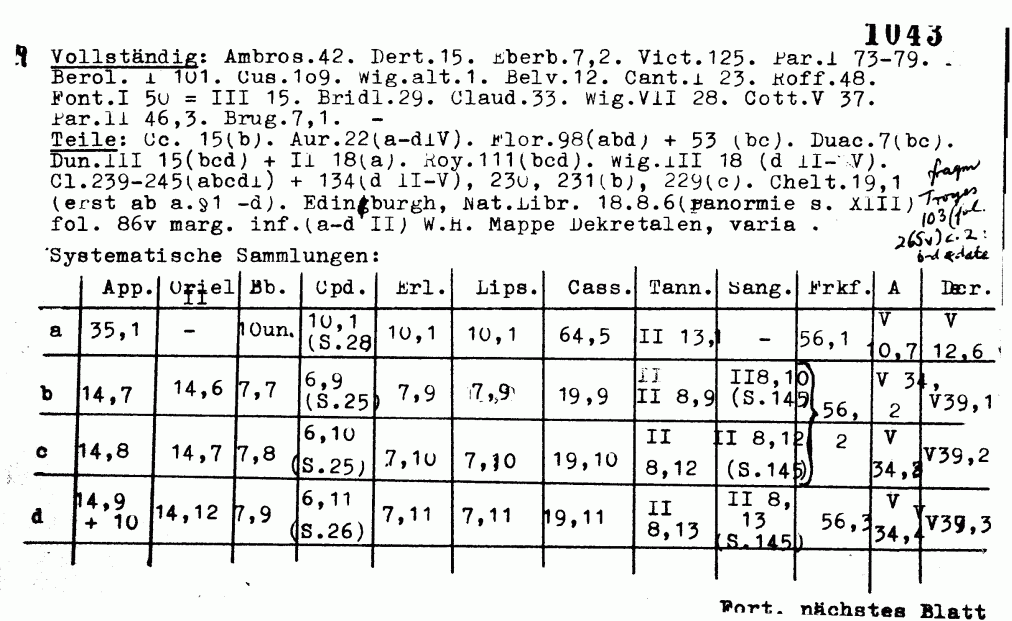 1043
Vollständig: Ambros.42. Dert.15. Eberb.7,2. Vict.125. Par.I 73-79. -
Berol. I 101. Cus.109. Wig.alt.1. Belv.12. Cant.I 23. Roff.48.
Font.I 50 = III 15. Bridl.29. Claud.33. Wig.VII 28. Cott.V 37.
Par.II 46,3. Brug.7,1. -
Teile: Cc. 15(b). Aur.22(a-dIV). Flor.98(abd) + 53 (bc). Duac.7(bc).
Dun.III 15(bcd) + II 18(a). Roy.111(bcd). Wig.III 18 (d II-V).
Cl.239-245(abcdI) + 134(d II-V), 230, 231(b), 229(c). Chelt.19,1
(erst ab a.§1 -d). Edinburgh, Nat.Libr. 18.8.6(Panormie s. XIII)
fol. 86v marg. inf.(a-d II) W.H. Mappe Dekretalen, varia .
fragm
Troyes
103(fol.
265v) c. 2:
b-d & date
Systematische Sammlungen:
App. Oriel II Bb. Cpd. Erl. Lips. Cass. Tann. Sang. Frkf. A Decr.
a 35,1 - 10un. 10,1 (S.28 10,1 10,1 64,5 II 13,1 - 56,1 V 10,7 V 12,6
b 14,7 14,6 7,7 6,9 (S.25) 7,9 7,9 19,9 II II 8,9 II8,10 (S.145) 56, 2 V 34, 2 V39,1
c 14,8 14,7 7,8 6,10 (S.25) 7,10 7,10 19,10 II 8,12 II 8,12 (S.145) V 34,3 V39,2
d 14,9 + 10 14,12 7,9 6,11 (S.26) 7,11 7,11 19,11 II 8,13 II 8, 13 (S.145) 56,3 V 34,4 V39,3
Fort. nächstes Blatt